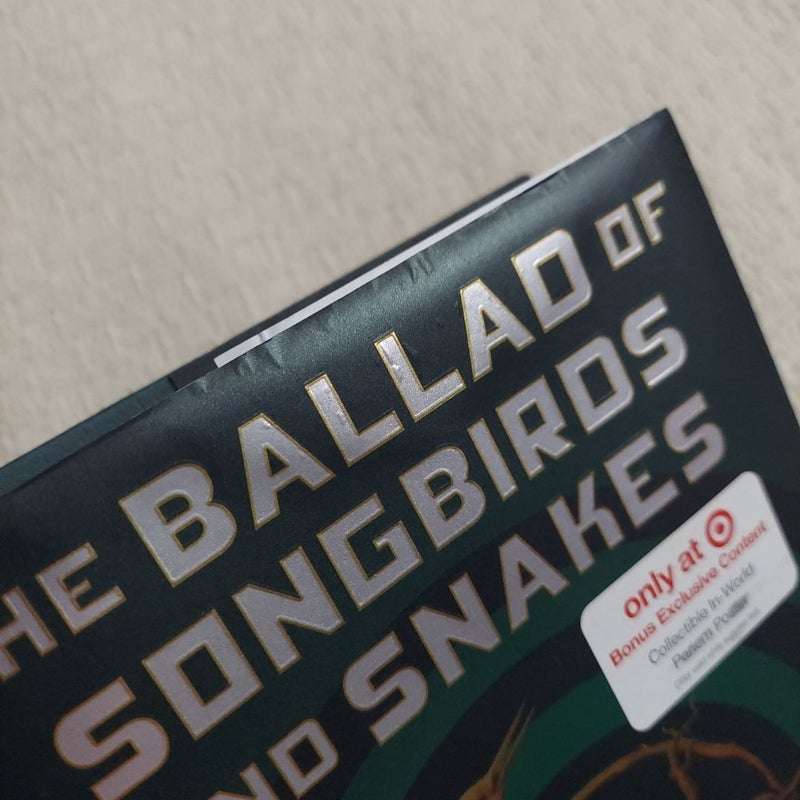 HE BALLAD OF
SONGBIRDS
ND SNAKES
only at
Bonus Exclusive Content
Collectible In-World
Panem Poster